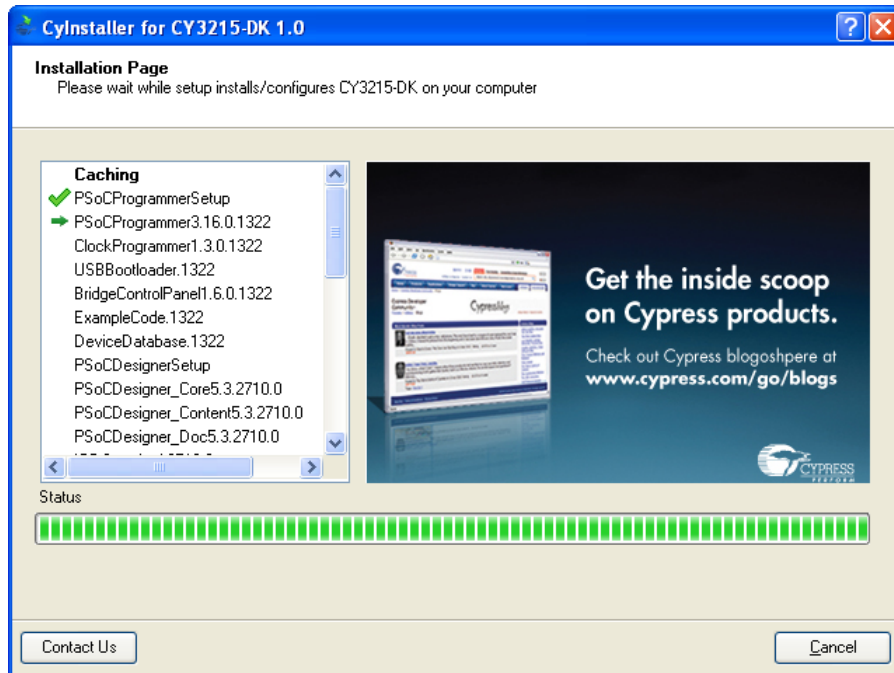 CyInstaller for CY3215-DK 1.0
Installation Page
Please wait while setup installs/configures CY3215-DK on your computer
Caching
PSoCProgrammerSetup
PSoCProgrammer3.16.0.1322
ClockProgrammer1.3.0.1322
USBBootloader.1322
BridgeControlPanel1.6.0.1322
ExampleCode.1322
DeviceDatabase.1322
PSoCDesignerSetup
PSoCDesigner_Core5.3.2710.0
PSoCDesigner_Content5.3.2710.0
PSoCDesigner_Doc5.3.2710.0
Get the inside scoop
on Cypress products.
Check out Cypress blogoshpere at
www.cypress.com/go/blogs
CYPRESS
PERFORM
Status
Contact Us
Cancel